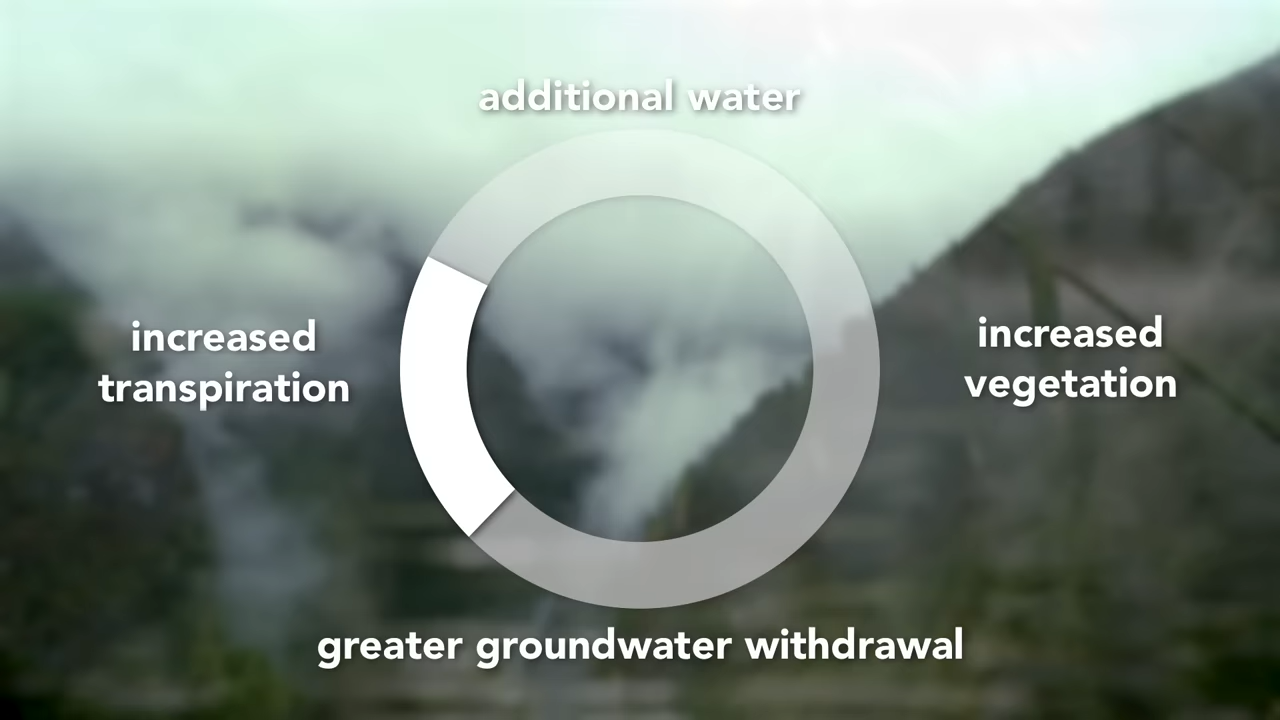 additional water
increased
transpiration
increased
vegetation
greater groundwater withdrawal